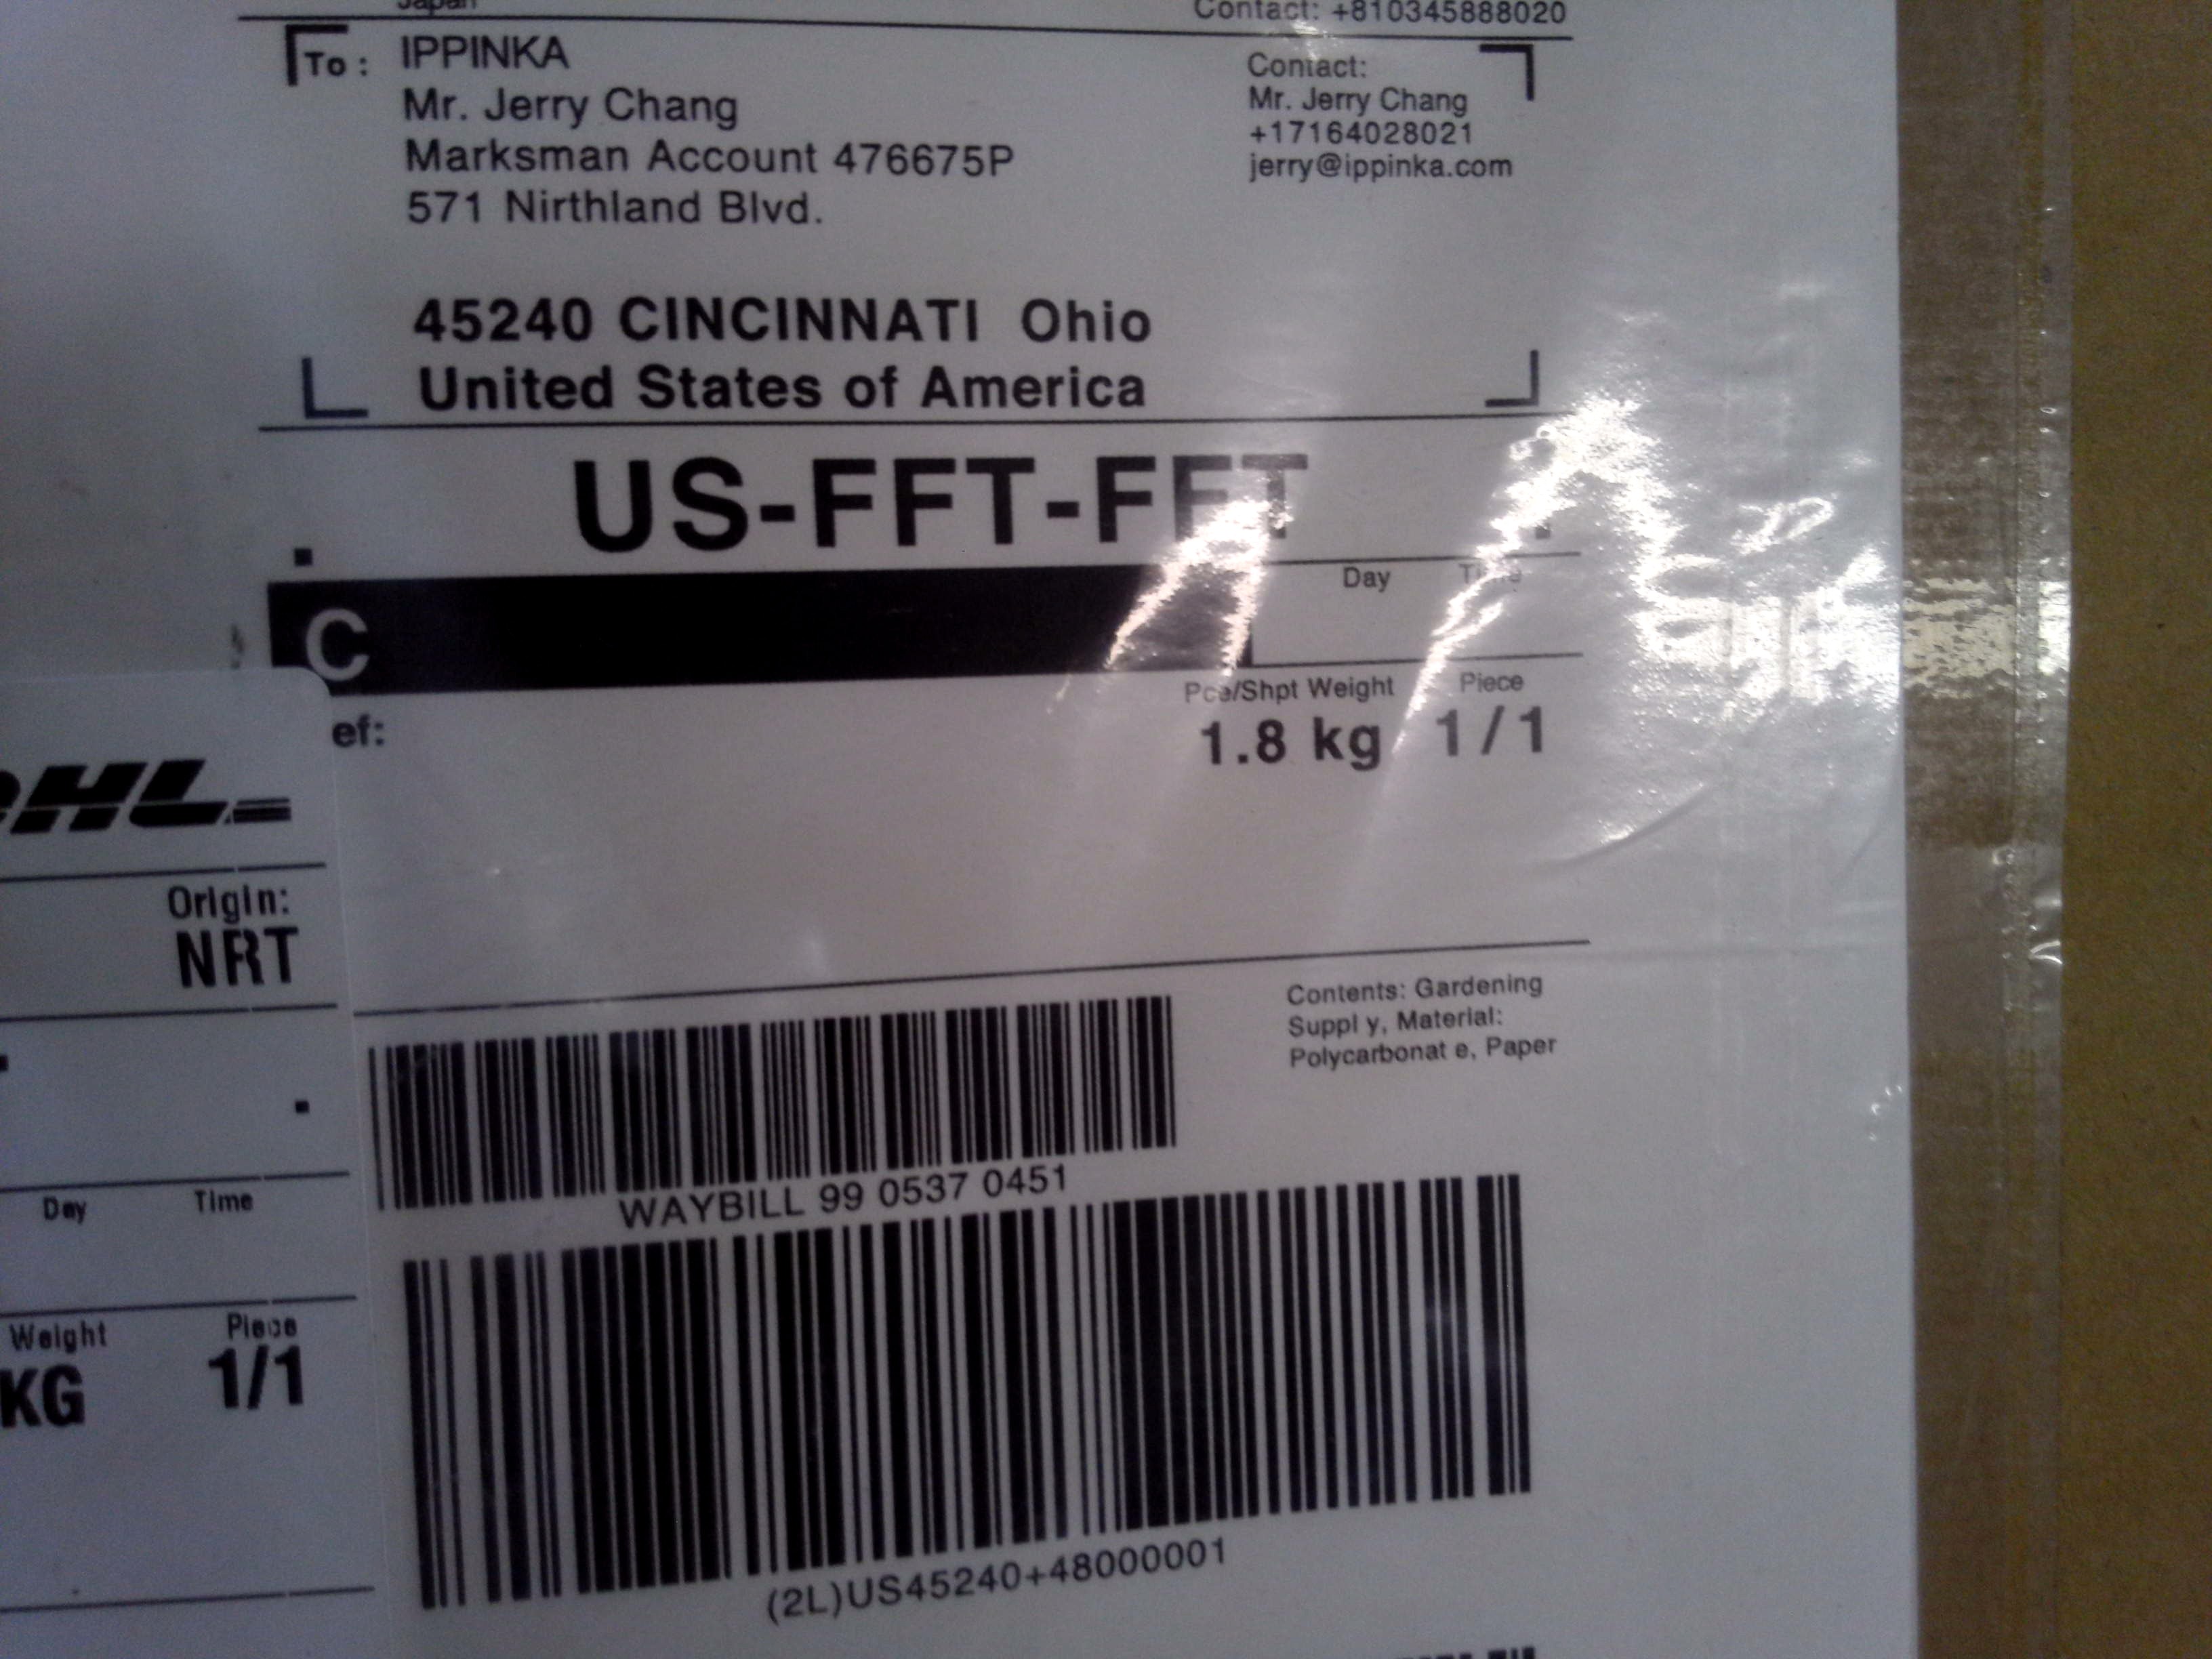 Japan
Contact: +810345888020
To :
IPPINKA
Mr. Jerry Chang
Marksman Account 476675P
571 Nirthland Blvd.
45240 CINCINNATI Ohio
United States of America
Contact:
Mr. Jerry Chang
+17164028021
jerry@ippinka.com
US-FFT-FFT
C
Day Time
ef:
Pce/Shpt Weight Piece
1.8 kg 1/1
DHL
Origin:
NRT
Day Time
Weight Piece
KG 1/1
Contents: Gardening
Suppl y, Material:
Polycarbonat e, Paper
WAYBILL 99 0537 0451
(2L)US45240+48000001